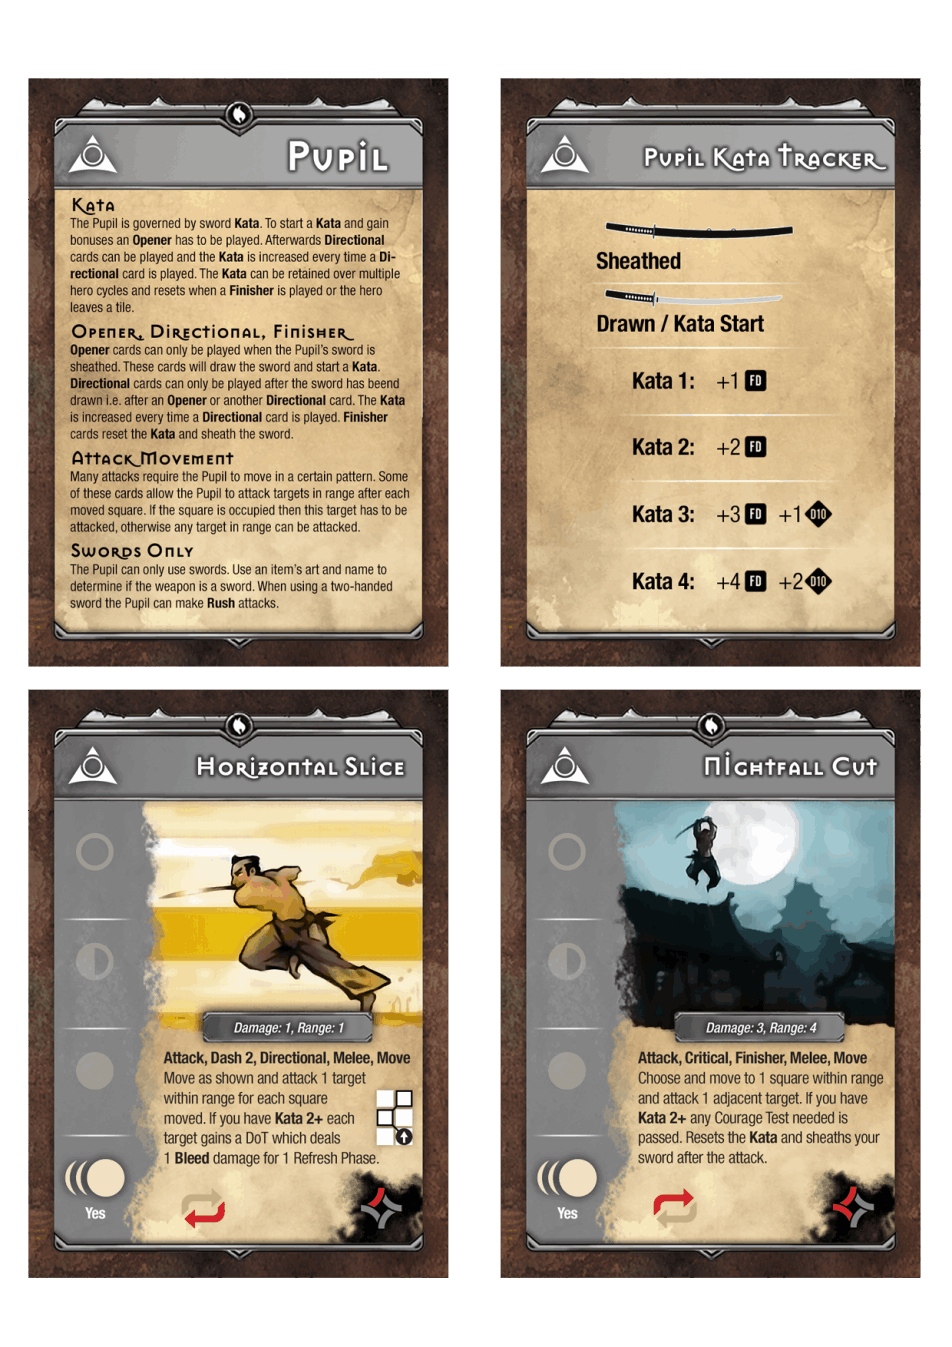 Pupil
Kata
The Pupil is governed by sword Kata. To start a Kata and gain
bonuses an Opener has to be played. Afterwards Directional
cards can be played and the Kata is increased every time a Di-
rectional card is played. The Kata can be retained over multiple
hero cycles and resets when a Finisher is played or the hero
leaves a tile.
Opener, Directional, Finisher
Opener cards can only be played when the Pupil's sword is
sheathed. These cards will draw the sword and start a Kata.
Directional cards can only be played after the sword has beend
drawn i.e. after an Opener or another Directional card. The Kata
is increased every time a Directional card is played. Finisher
cards reset the Kata and sheath the sword.
Attack Movement
Many attacks require the Pupil to move in a certain pattern. Some
of these cards allow the Pupil to attack targets in range after each
moved square. If the square is occupied then this target has to be
attacked, otherwise any target in range can be attacked.
Swords Only
The Pupil can only use swords. Use an item's art and name to
determine if the weapon is a sword. When using a two-handed
sword the Pupil can make Rush attacks.
Pupil Kata Tracker
Sheathed
Drawn / Kata Start
Kata 1: +1 FD
Kata 2: +2 FD
Kata 3: +3 FD +1 D10
Kata 4: +4 FD +2 D10
Horizontal Slice
Damage: 1, Range: 1
Attack, Dash 2, Directional, Melee, Move
Move as shown and attack 1 target
within range for each square
moved. If you have Kata 2+ each
target gains a DoT which deals
1 Bleed damage for 1 Refresh Phase.
Yes
Nightfall Cut
Damage: 3, Range: 4
Attack, Critical, Finisher, Melee, Move
Choose and move to 1 square within range
and attack 1 adjacent target. If you have
Kata 2+ any Courage Test needed is
passed. Resets the Kata and sheaths your
sword after the attack.
Yes